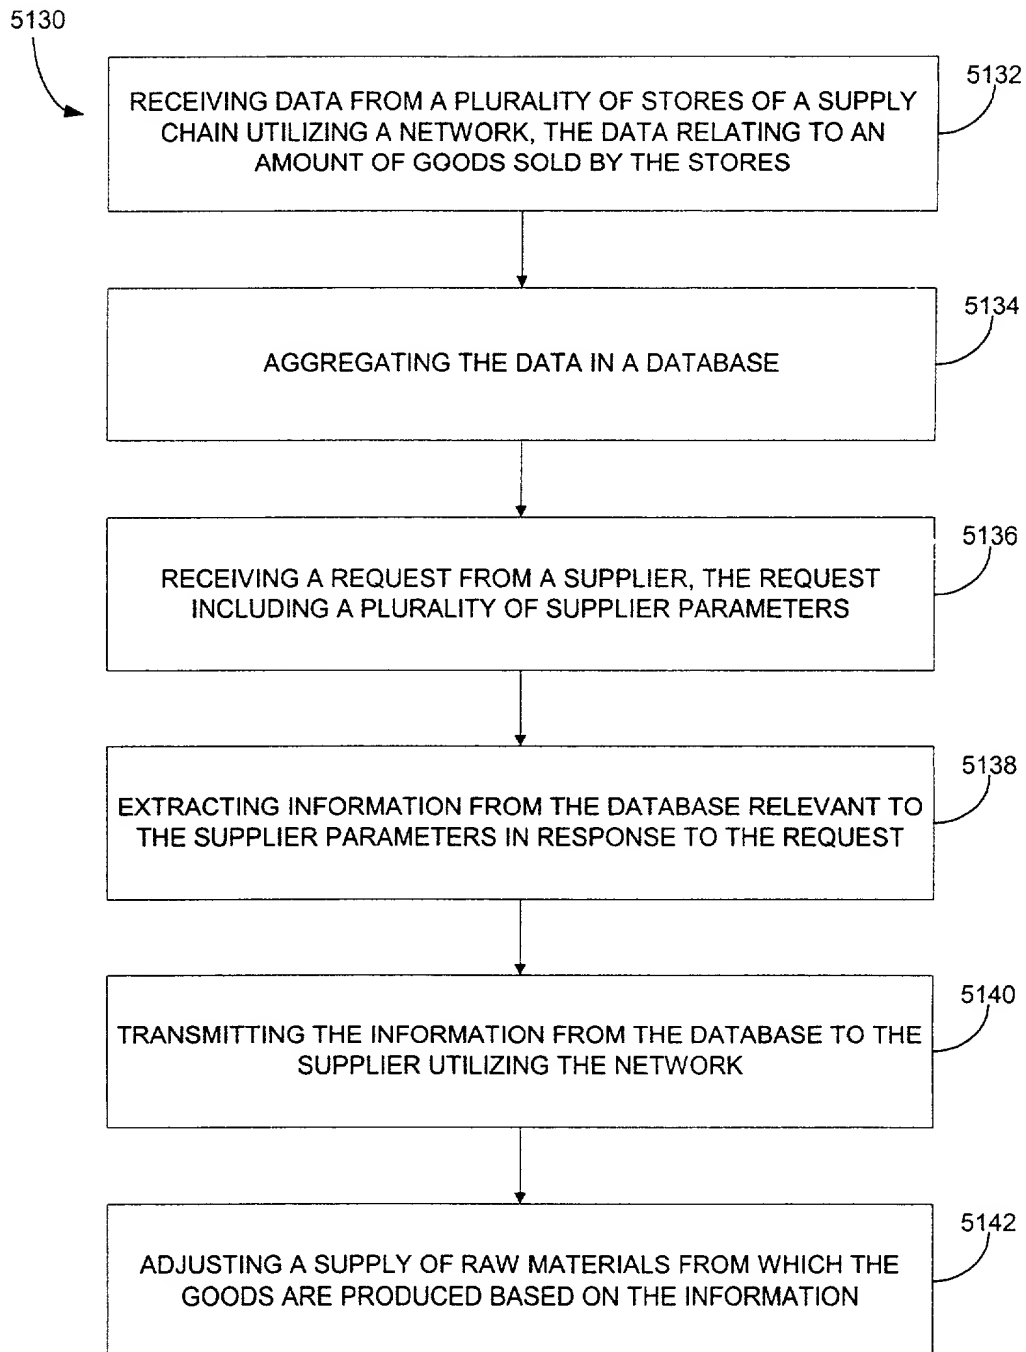 5130
5132
RECEIVING DATA FROM A PLURALITY OF STORES OF A SUPPLY
CHAIN UTILIZING A NETWORK, THE DATA RELATING TO AN
AMOUNT OF GOODS SOLD BY THE STORES
5134
AGGREGATING THE DATA IN A DATABASE
5136
RECEIVING A REQUEST FROM A SUPPLIER, THE REQUEST
INCLUDING A PLURALITY OF SUPPLIER PARAMETERS
5138
EXTRACTING INFORMATION FROM THE DATABASE RELEVANT TO
THE SUPPLIER PARAMETERS IN RESPONSE TO THE REQUEST
5140
TRANSMITTING THE INFORMATION FROM THE DATABASE TO THE
SUPPLIER UTILIZING THE NETWORK
5142
ADJUSTING A SUPPLY OF RAW MATERIALS FROM WHICH THE
GOODS ARE PRODUCED BASED ON THE INFORMATION